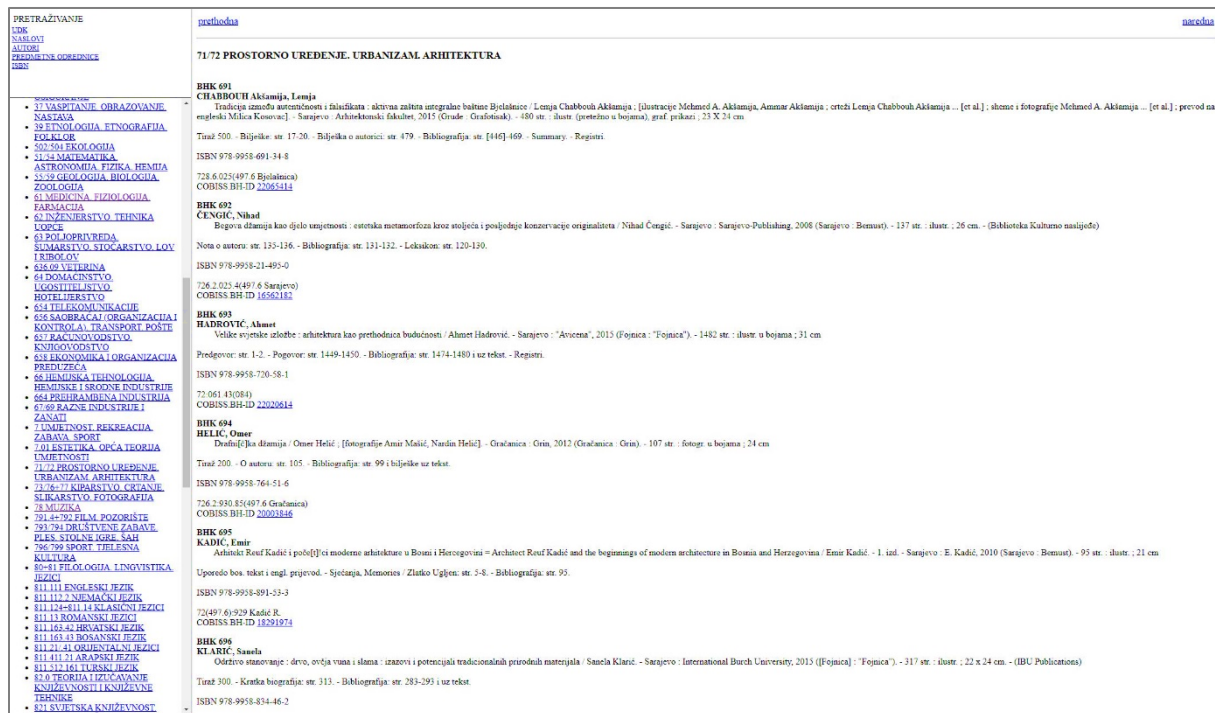 PRETRAŽIVANJE
UDK
NASLOVI
AUTORI
PREDMETNE ODREDNICE
ISBN
37 VASPITANJE. OBRAZOVANJE.
NASTAVA
39 ETNOLOGIJA. ETNOGRAFIJA.
FOLKLOR
502/504 EKOLOGIJA
51/54 MATEMATIKA.
ASTRONOMIJA. FIZIKA. HEMIJA
55/59 GEOLOGIJA. BIOLOGIJA.
ZOOLOGIJA
61 MEDICINA. FIZIOLOGIJA.
FARMACIJA
62 INŽENJERSTVO. TEHNIKA
UOPĆE
63 POLJOPRIVREDA.
ŠUMARSTVO. STOČARSTVO. LOV
I RIBOLOV
636.09 VETERINA
64 DOMAĆINSTVO.
UGOSTITELJSTVO.
HOTELIJERSTVO
654 TELEKOMUNIKACIJE
656 SAOBRAĆAJ (ORGANIZACIJA I
KONTROLA). TRANSPORT. POŠTE
657 RAČUNOVODSTVO.
KNJIGOVODSTVO
658 EKONOMIKA I ORGANIZACIJA
PREDUZEĆA
66 HEMIJSKA TEHNOLOGIJA.
HEMIJSKE I SRODNE INDUSTRIJE
664 PREHRAMBENA INDUSTRIJA
67/69 RAZNE INDUSTRIJE I
ZANATI
7 UMJETNOST. REKREACIJA.
ZABAVA. SPORT
7.01 ESTETIKA. OPĆA TEORIJA
UMJETNOSTI
71/72 PROSTORNO UREĐENJE.
URBANIZAM. ARHITEKTURA
73/76+77 KIPARSTVO. CRTANJE.
SLIKARSTVO. FOTOGRAFIJA
78 MUZIKA
791.4+792 FILM. POZORIŠTE
793/794 DRUŠTVENE ZABAVE.
PLES. STOLNE IGRE. ŠAH
796/799 SPORT. TJELESNA
KULTURA
80+81 FILOLOGIJA. LINGVISTIKA.
JEZICI
811.111 ENGLESKI JEZIK
811.112.2 NJEMAČKI JEZIK
811.124+811.14 KLASIČNI JEZICI
811.13 ROMANSKI JEZICI
811.163.42 HRVATSKI JEZIK
811.163.43 BOSANSKI JEZIK
811.21/.41 ORIJENTALNI JEZICI
811.411.21 ARAPSKI JEZIK
811.512.161 TURSKI JEZIK
82.0 TEORIJA I IZUČAVANJE
KNJIŽEVNOSTI I KNJIŽEVNE
TEHNIKE
821 SVJETSKA KNJIŽEVNOST.
prethodna
naredna
71/72 PROSTORNO UREĐENJE. URBANIZAM. ARHITEKTURA
BHK 691
CHABBOUH Akšamija, Lemja
Tradicija između autentičnosti i falsifikata : aktivna zaštita integralne baštine Bjelašnice / Lemja Chabbouh Akšamija ; [ilustracije Mehmed A. Akšamija, Ammar Akšamija ; crteži Lemja Chabbouh Akšamija ... [et al.] ; sheme i fotografije Mehmed A. Akšamija ... [et al.] ; prevod na
engleski Milica Kosovac]. - Sarajevo : Arhitektonski fakultet, 2015 (Grude : Grafotisak). - 480 str. : ilustr. (pretežno u bojama), graf. prikazi ; 23 X 24 cm
Tiraž 500. - Bilješke: str. 17-20. - Bilješka o autorici: str. 479. - Bibliografija: str. [446]-469. - Summary. - Registri.
ISBN 978-9958-691-34-8
728.6.025(497.6 Bjelašnica)
COBISS.BH-ID 22065414
BHK 692
ČENGIĆ, Nihad
Begova džamija kao djelo umjetnosti : estetska metamorfoza kroz stoljeća i posljednje konzervacije originaliteta / Nihad Čengić. - Sarajevo : Sarajevo-Publishing, 2008 (Sarajevo : Bemust). - 137 str. : ilustr. ; 26 cm. - (Biblioteka Kulturno naslijeđe)
Nota o autoru: str. 135-136. - Bibliografija: str. 131-132. - Leksikon: str. 120-130.
ISBN 978-9958-21-495-0
726.2.025.4(497.6 Sarajevo)
COBISS.BH-ID 16562182
BHK 693
HADROVIĆ, Ahmet
Velike svjetske izložbe : arhitektura kao prethodnica budućnosti / Ahmet Hadrović. - Sarajevo : "Avicena", 2015 (Fojnica : "Fojnica"). - 1482 str. : ilustr. u bojama ; 31 cm
Predgovor: str. 1-2. - Pogovor: str. 1449-1450. - Bibliografija: str. 1474-1480 i uz tekst. - Registri.
ISBN 978-9958-720-58-1
72:061.43(084)
COBISS.BH-ID 22020614
BHK 694
HELIĆ, Omer
Drafni[č]ka džamija / Omer Helić ; [fotografije Amir Mašić, Nardin Helić]. - Gračanica : Grin, 2012 (Gračanica : Grin). - 107 str. : fotogr. u bojama ; 24 cm
Tiraž 200. - O autoru: str. 105. - Bibliografija: str. 99 i bilješke uz tekst.
ISBN 978-9958-764-51-6
726.2:930.85(497.6 Gračanica)
COBISS.BH-ID 20003846
BHK 695
KADIĆ, Emir
Arhitekt Reuf Kadić i poče[t]!ci moderne arhitekture u Bosni i Hercegovini = Architect Reuf Kadić and the beginnings of modern architecture in Bosnia and Herzegovina / Emir Kadić. - 1. izd. - Sarajevo : E. Kadić, 2010 (Sarajevo : Bemust). - 95 str. : ilustr. ; 21 cm
Uporedo bos. tekst i engl. prijevod. - Sjećanja, Memories / Zlatko Ugljen: str. 5-8. - Bibliografija: str. 95.
ISBN 978-9958-891-53-3
72(497.6):929 Kadić R.
COBISS.BH-ID 18291974
BHK 696
KLARIĆ, Sanela
Održivo stanovanje : drvo, ovčja vuna i slama : izazovi i potencijali tradicionalnih prirodnih materijala / Sanela Klarić. - Sarajevo : International Burch University, 2015 ([Fojnica] : "Fojnica"). - 317 str. : ilustr. ; 22 x 24 cm. - (IBU Publications)
Tiraž 300. - Kratka biografija: str. 313. - Bibliografija: str. 283-293 i uz tekst.
ISBN 978-9958-834-46-2